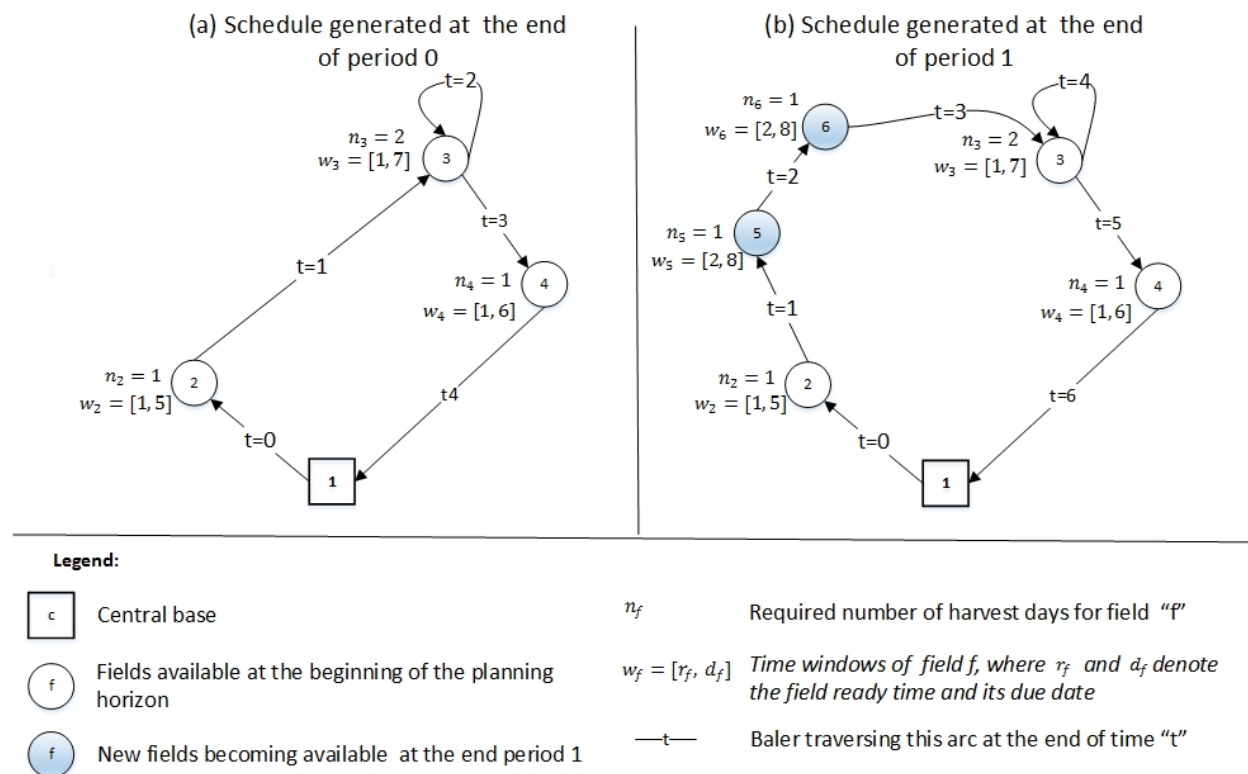 (a) Schedule generated at the end
of period 0
t=2
n₃ = 2
w₃ = [1, 7]
3
t=3
t=1
n₄ = 1
w₄ = [1, 6]
4
n₂ = 1
w₂ = [1, 5]
2
t4
t=0
1
(b) Schedule generated at the end
of period 1
t=4
n₆ = 1
w₆ = [2, 8]
6
t=3
n₃ = 2
w₃ = [1, 7]
3
t=2
n₅ = 1
w₅ = [2, 8]
5
t=5
n₄ = 1
w₄ = [1, 6]
4
t=1
n₂ = 1
w₂ = [1, 5]
2
t=6
t=0
1
Legend:
c
Central base
f
Fields available at the beginning of the planning
horizon
f
New fields becoming available at the end period 1
n_f
Required number of harvest days for field "f"
w_f = [r_f, d_f]
Time windows of field f, where r_f and d_f denote
the field ready time and its due date
t
Baler traversing this arc at the end of time "t"